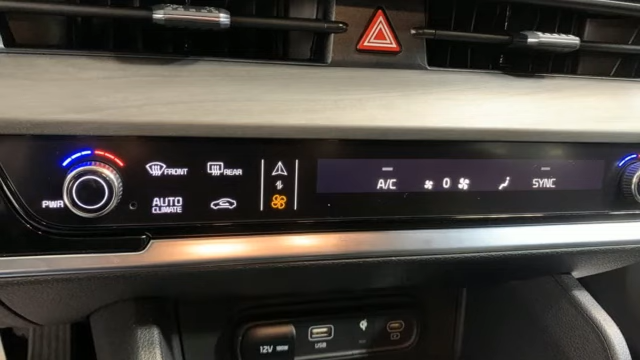 FRONT
REAR
PWR
AUTO
CLIMATE
A/C
0
SYNC
12V
USB